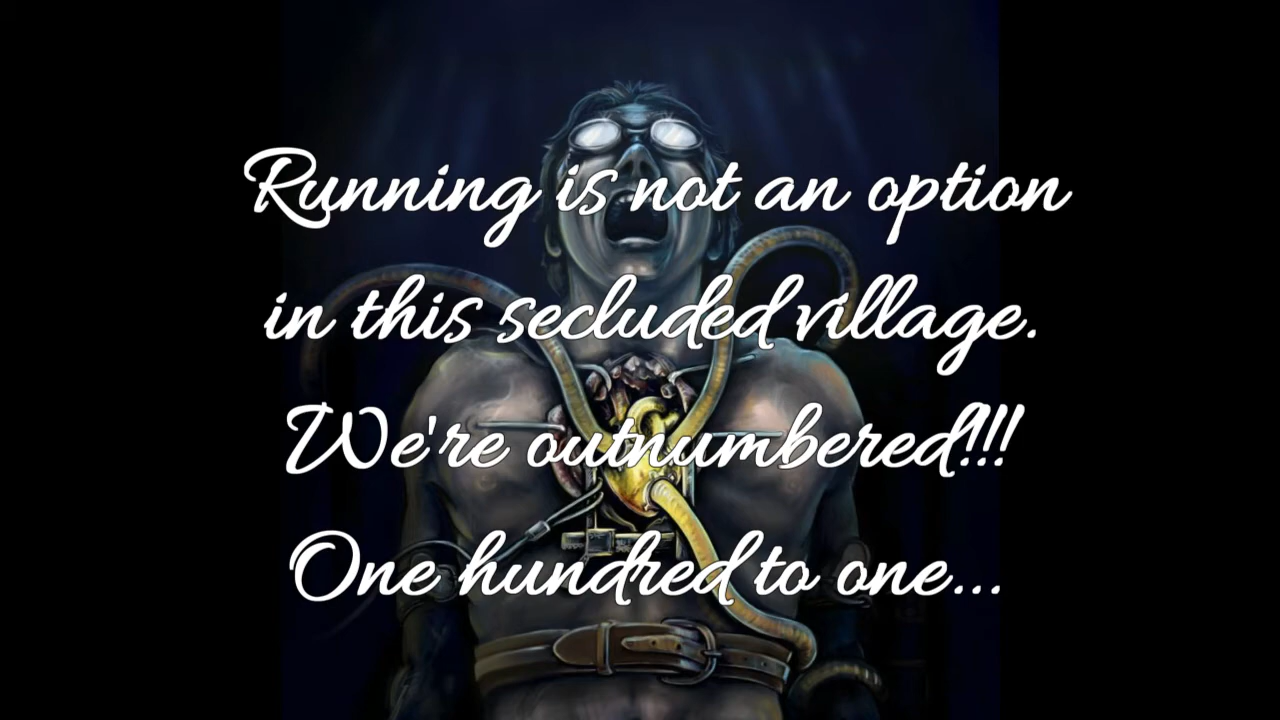 Running is not an option
in this secluded village.
We're outnumbered!!!
One hundred to one...